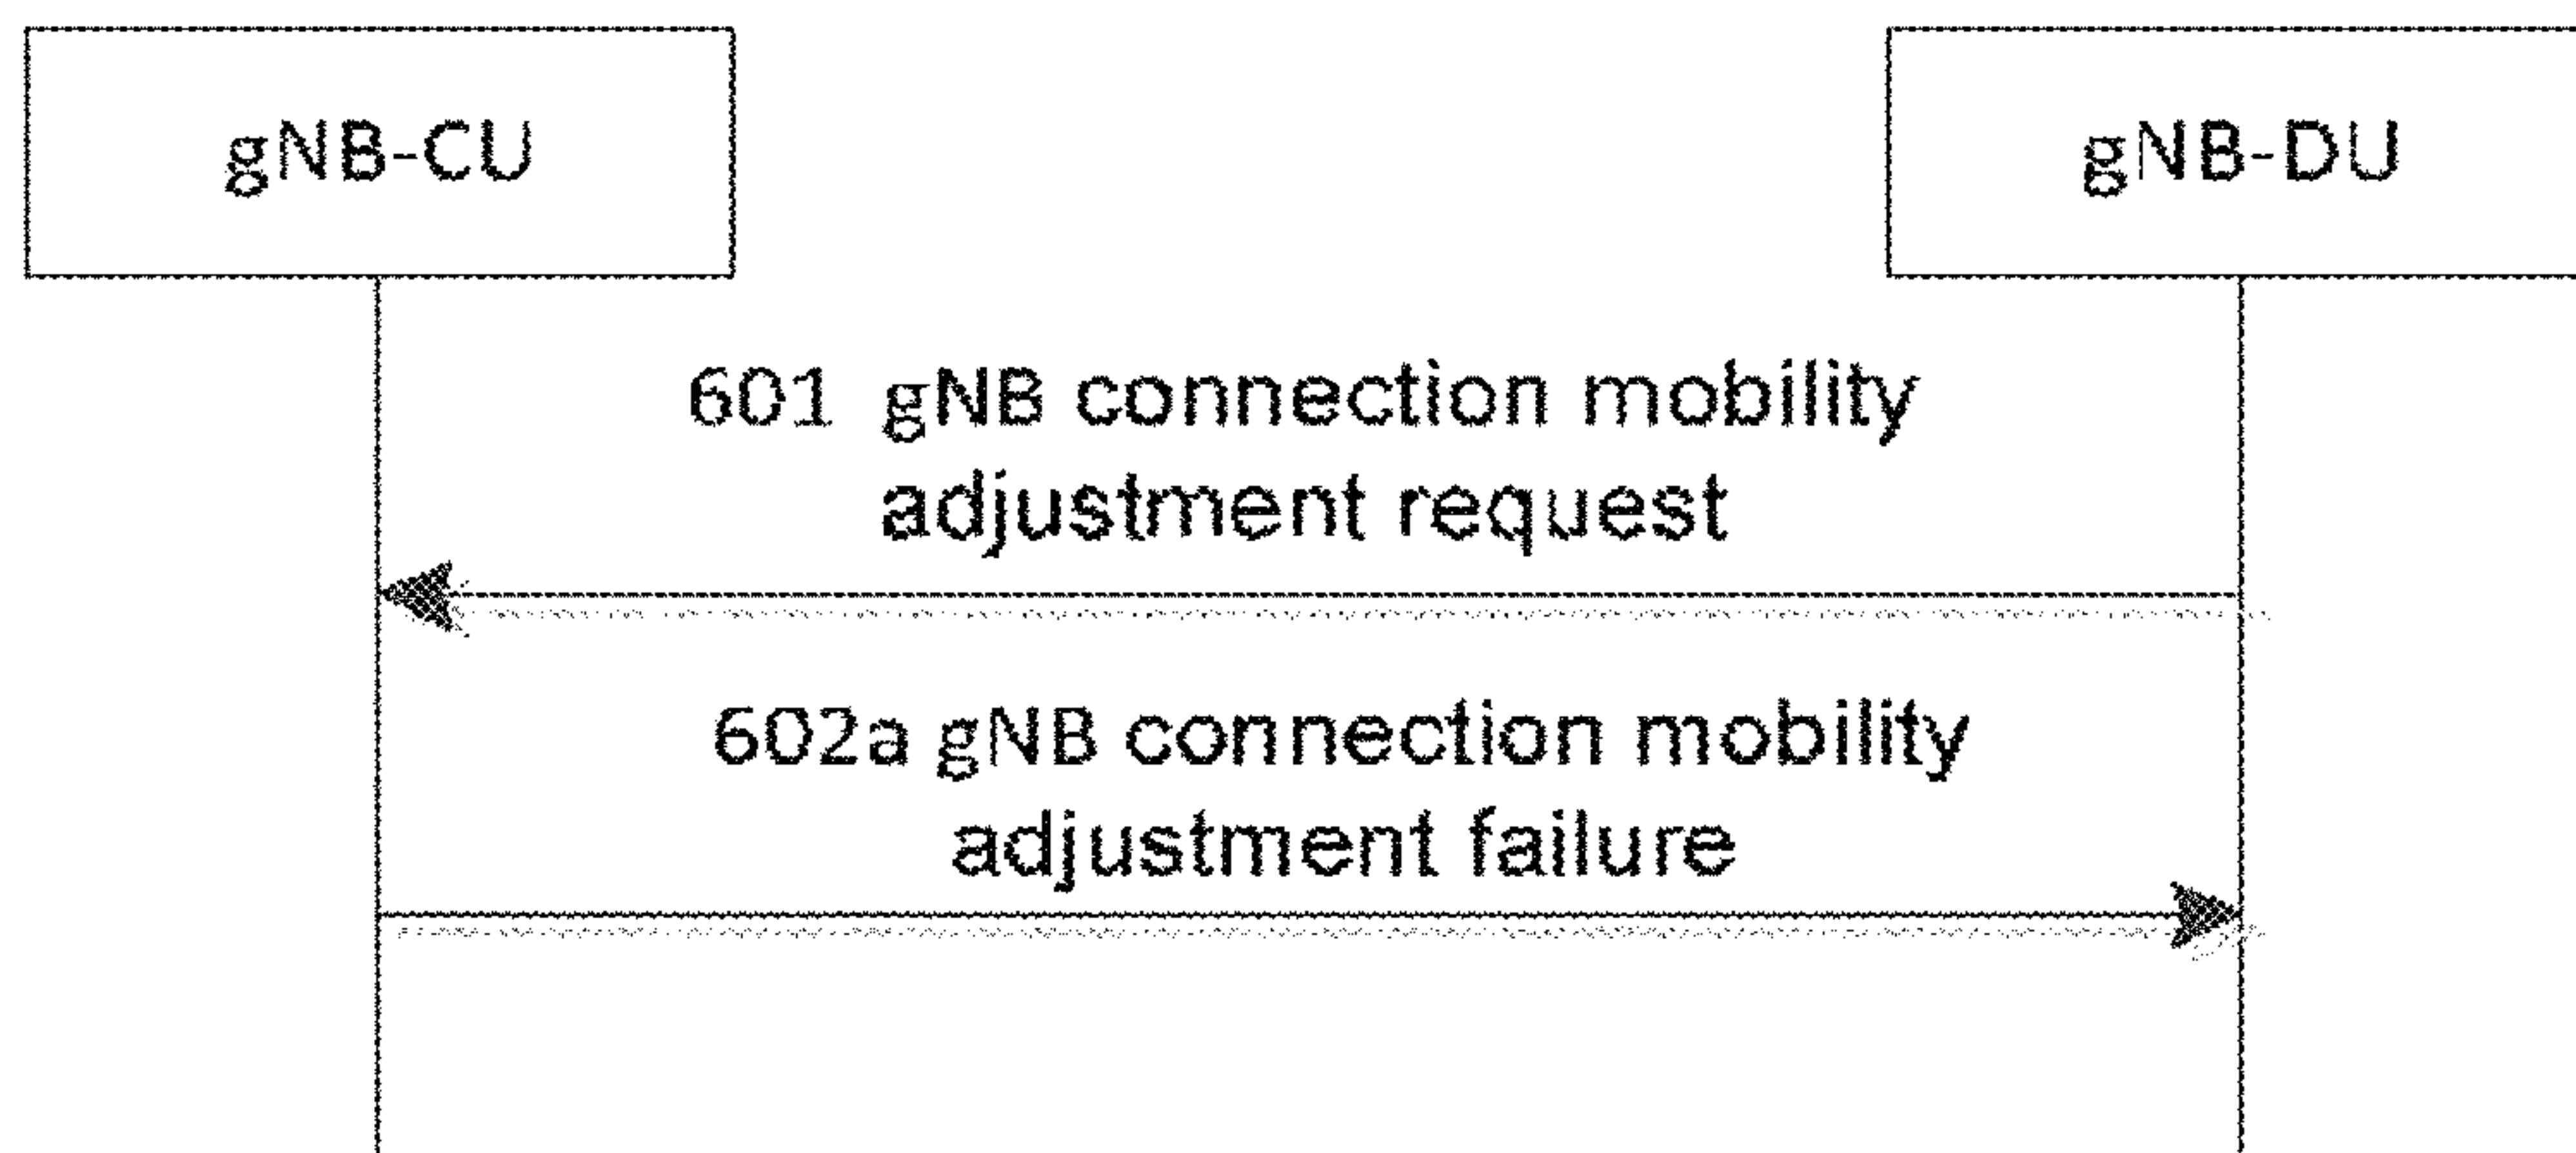 gNB-CU
gNB-DU
601 gNB connection mobility
adjustment request
602a gNB connection mobility
adjustment failure